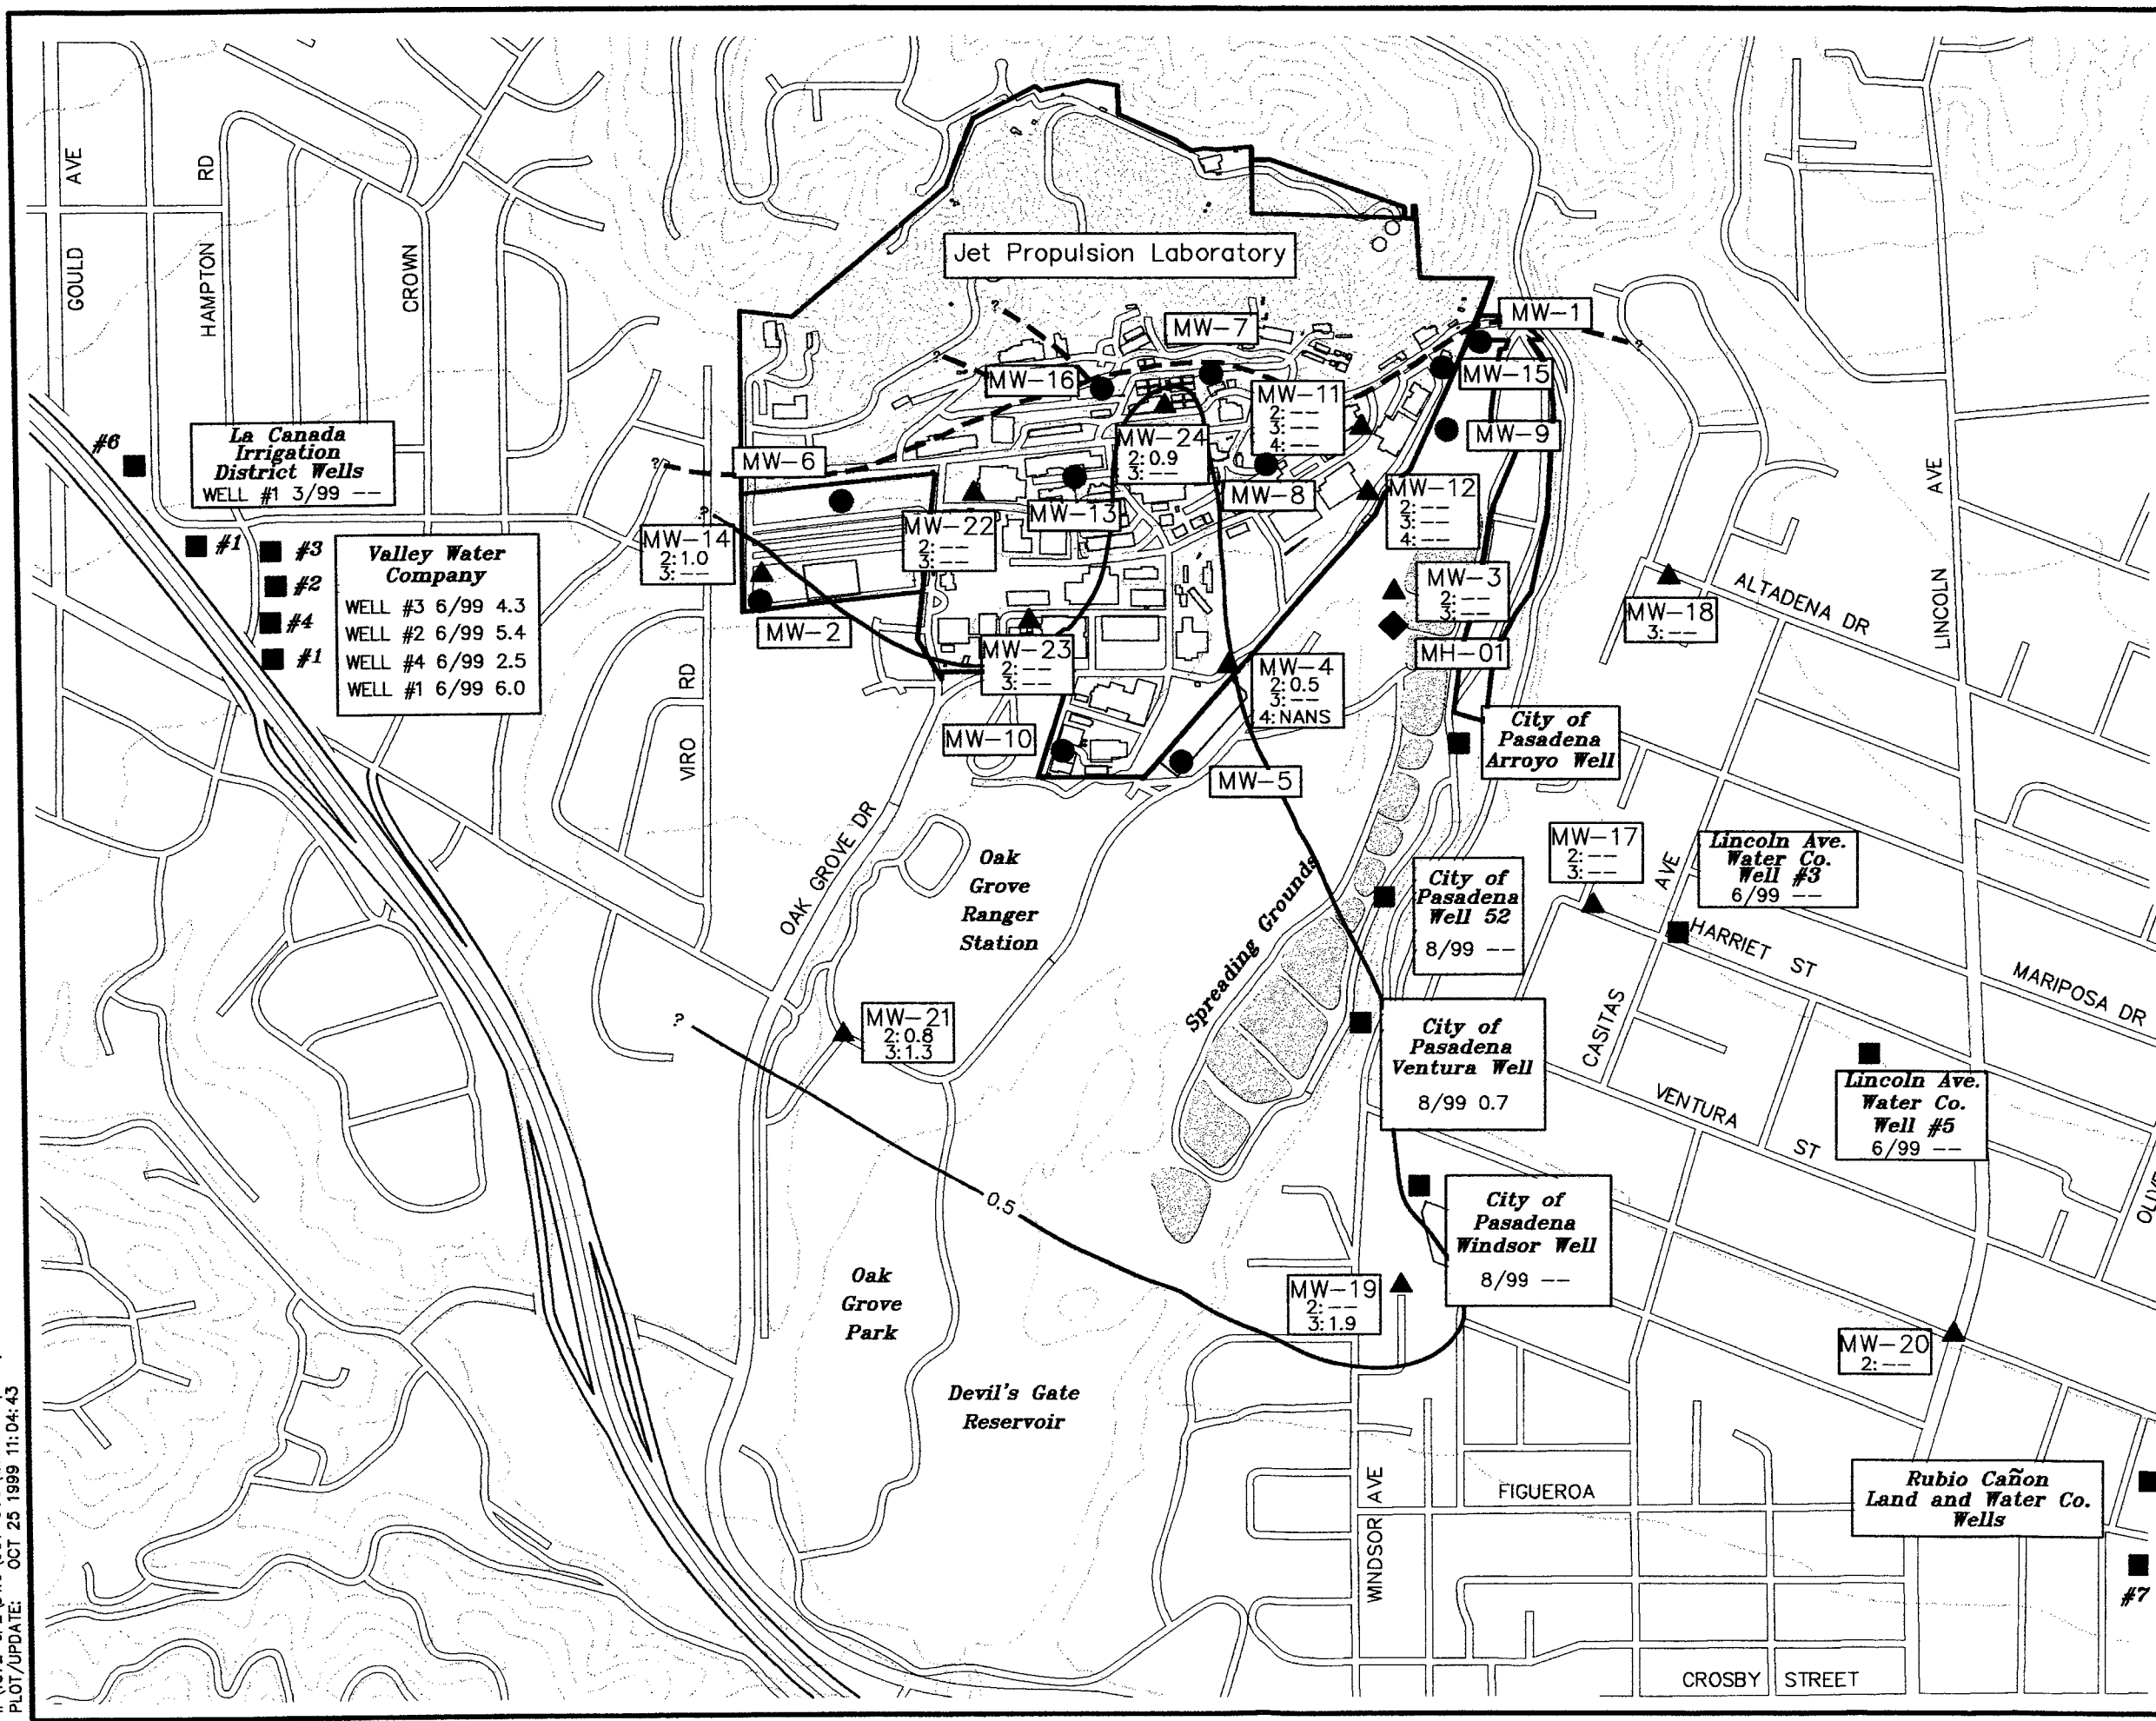 GOULD AVE
HAMPTON RD
CROWN
Jet Propulsion Laboratory
MW-7
MW-1
MW-16
MW-15
MW-11
2: --
3: --
4: --
MW-9
MW-24
2: 0.9
3: --
MW-6
MW-8
MW-12
2: --
3: --
4: --
MW-13
MW-22
2: --
3: --
MW-14
2: 1.0
3: --
MW-2
MW-3
2: --
3: --
MH-01
MW-23
2: --
3: --
MW-4
2: 0.5
3: --
4: NANS
MW-10
MW-5
MW-18
3: --
ALTADENA DR
LINCOLN AVE
#6
La Canada
Irrigation
District Wells
WELL #1 3/99 --
#1
#3
#2
#4
#1
Valley Water
Company
WELL #3 6/99 4.3
WELL #2 6/99 5.4
WELL #4 6/99 2.5
WELL #1 6/99 6.0
VIRO RD
OAK GROVE DR
City of
Pasadena
Arroyo Well
Oak
Grove
Ranger
Station
Spreading Grounds
City of
Pasadena
Well 52
8/99 --
MW-17
2: --
3: --
Lincoln Ave.
Water Co.
Well #3
6/99 --
CASITAS AVE
HARRIET ST
MARIPOSA DR
?
?
?
?
?
?
MW-21
2: 0.8
3: 1.3
City of
Pasadena
Ventura Well
8/99 0.7
VENTURA ST
Lincoln Ave.
Water Co.
Well #5
6/99 --
0.5
City of
Pasadena
Windsor Well
8/99 --
Oak
Grove
Park
MW-19
2: --
3: 1.9
MW-20
2: --
Devil's Gate
Reservoir
WINDSOR AVE
FIGUEROA
Rubio Cañon
Land and Water Co.
Wells
#7
CROSBY STREET
PLOT/UPDATE: OCT 25 1999 11:04:43